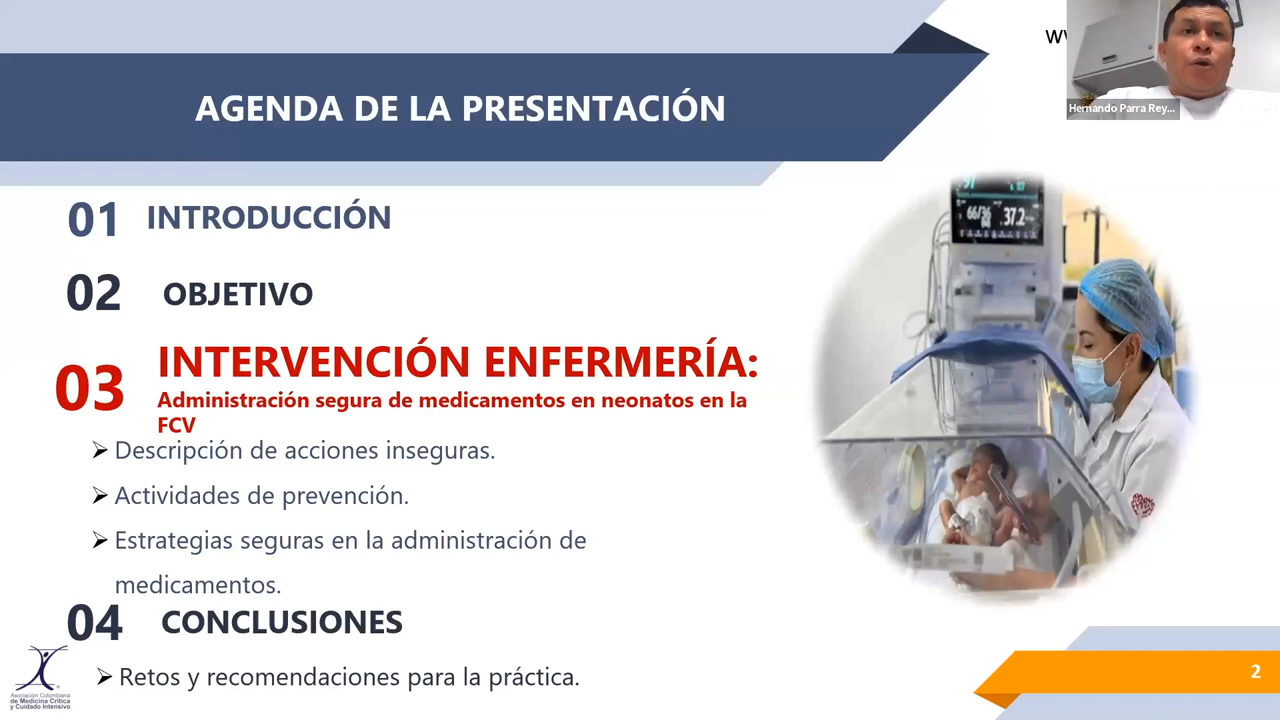 AGENDA DE LA PRESENTACIÓN
Hernando Parra Rey...
01 INTRODUCCIÓN
02 OBJETIVO
03 INTERVENCIÓN ENFERMERÍA:
Administración segura de medicamentos en neonatos en la
FCV
➢ Descripción de acciones inseguras.
➢ Actividades de prevención.
➢ Estrategias seguras en la administración de
medicamentos.
04 CONCLUSIONES
➢ Retos y recomendaciones para la práctica.
66/36
37.2
Asociación Colombiana
de Medicina Crítica
y Cuidado Intensivo
2